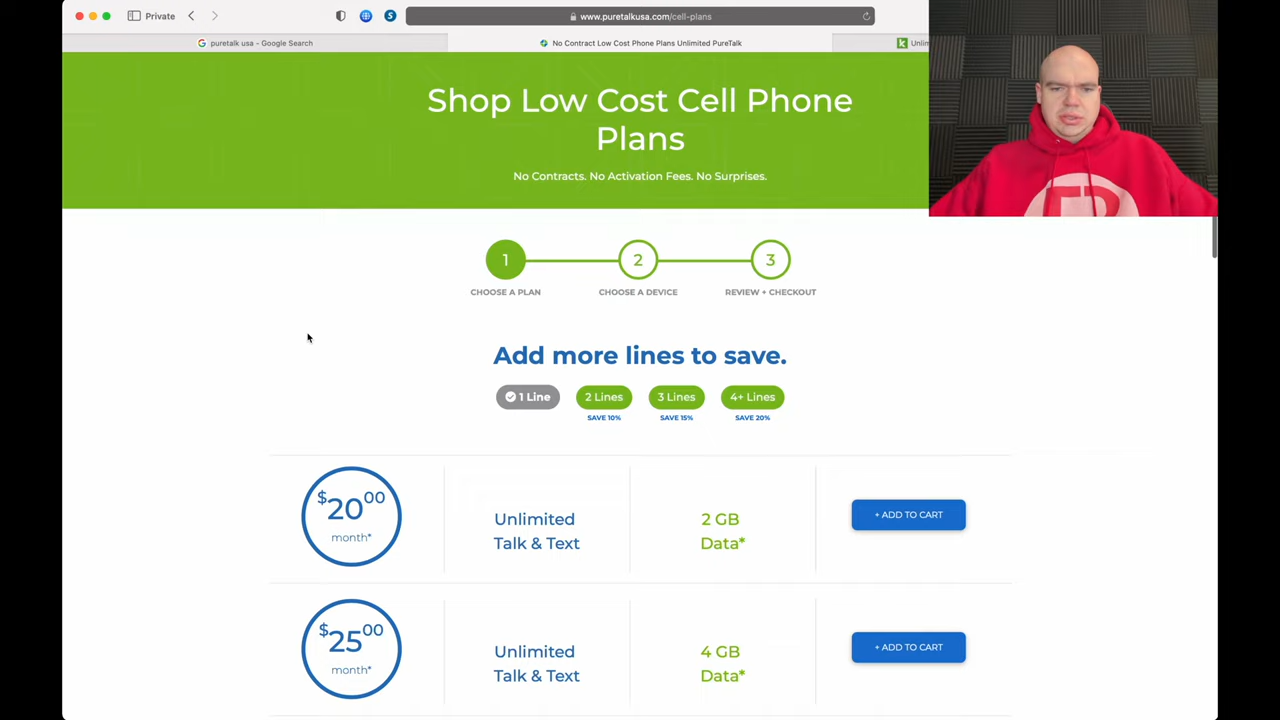 Private
www.puretalkusa.com/cell-plans
puretalk usa - Google Search
No Contract Low Cost Phone Plans Unlimited PureTalk
k
Shop Low Cost Cell Phone
Plans
No Contracts. No Activation Fees. No Surprises.
1
2
3
CHOOSE A PLAN
CHOOSE A DEVICE
REVIEW + CHECKOUT
Add more lines to save.
1 Line
2 Lines
3 Lines
4+ Lines
SAVE 10%
SAVE 15%
SAVE 20%
$20 00
month*
Unlimited
Talk & Text
2 GB
Data*
+ ADD TO CART
$25 00
month*
Unlimited
Talk & Text
4 GB
Data*
+ ADD TO CART